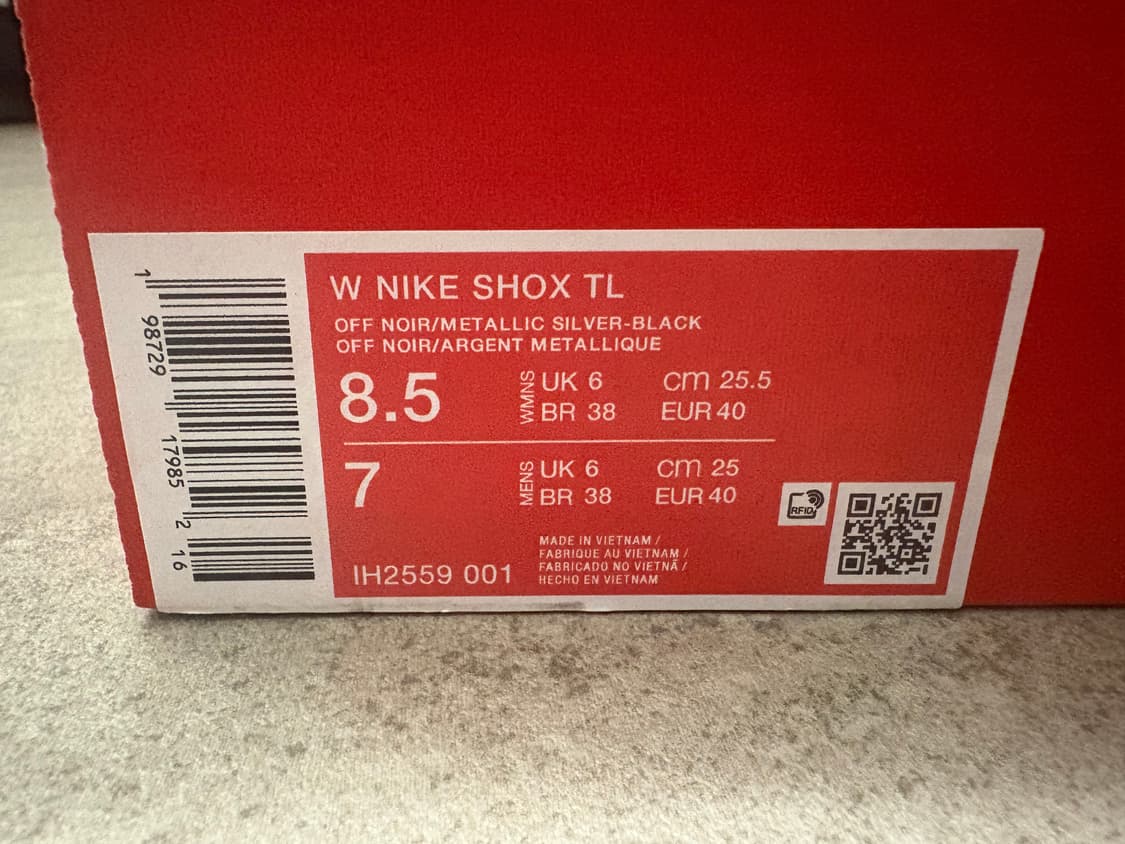 W NIKE SHOX TL
OFF NOIR/METALLIC SILVER-BLACK
OFF NOIR/ARGENT METALLIQUE
8.5 WMNS UK 6 cm 25.5
BR 38 EUR 40
7 MENS UK 6 cm 25
BR 38 EUR 40
RFID
MADE IN VIETNAM /
FABRIQUE AU VIETNAM /
FABRICADO NO VIETNÃ /
HECHO EN VIETNAM
IH2559 001
1 98729 17985 2 16